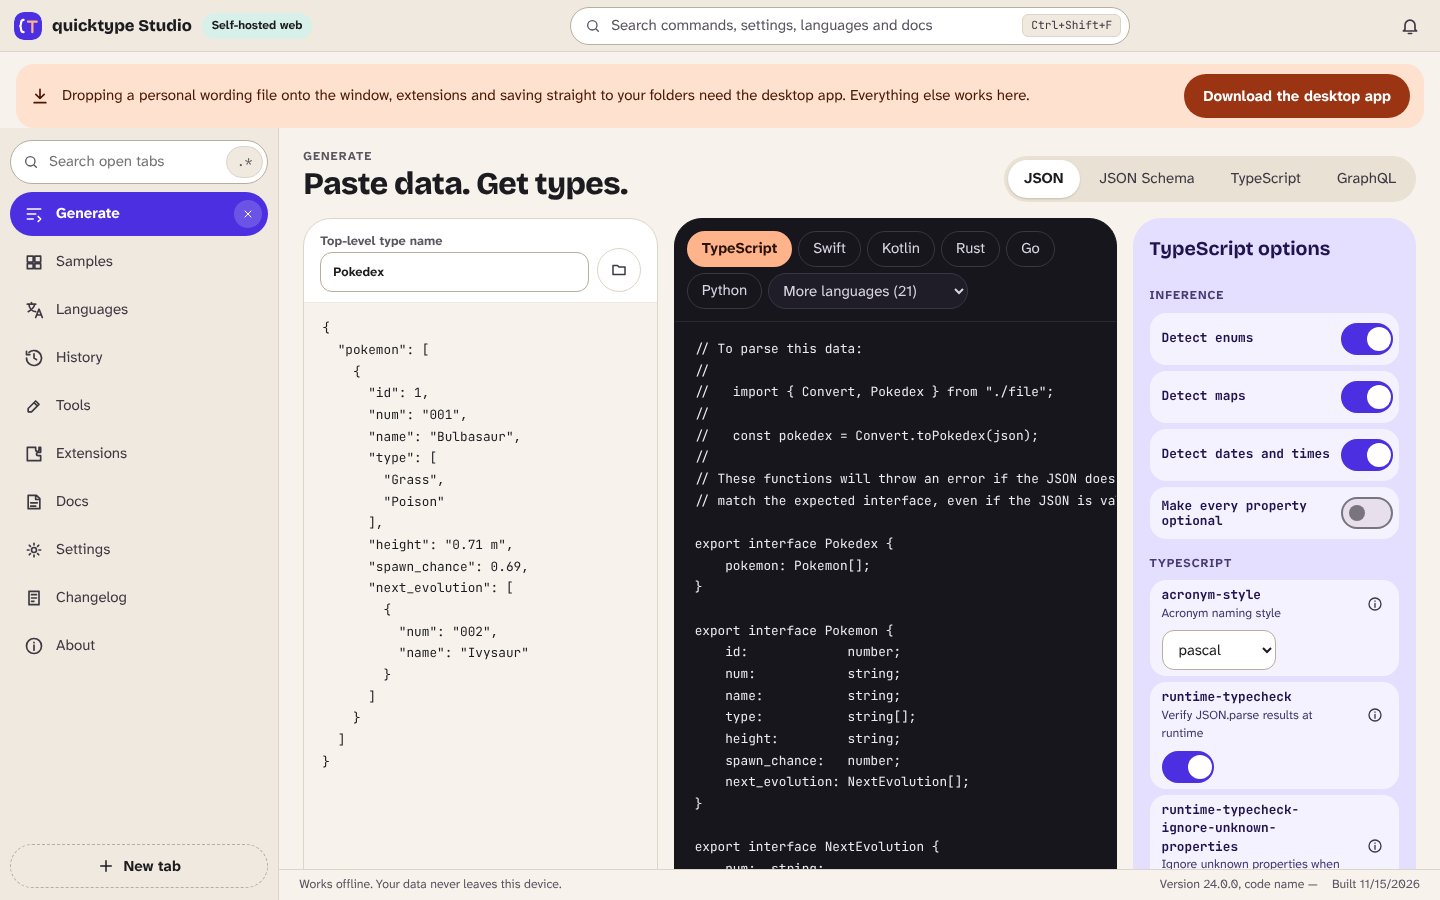 quicktype Studio
Self-hosted web
Search commands, settings, languages and docs
Ctrl+Shift+F
Dropping a personal wording file onto the window, extensions and saving straight to your folders need the desktop app. Everything else works here.
Download the desktop app
Search open tabs
.*
Generate
Samples
Languages
History
Tools
Extensions
Docs
Settings
Changelog
About
New tab
GENERATE
Paste data. Get types.
JSON
JSON Schema
TypeScript
GraphQL
Top-level type name
Pokedex
{
  "pokemon": [
    {
      "id": 1,
      "num": "001",
      "name": "Bulbasaur",
      "type": [
        "Grass",
        "Poison"
      ],
      "height": "0.71 m",
      "spawn_chance": 0.69,
      "next_evolution": [
        {
          "num": "002",
          "name": "Ivysaur"
        }
      ]
    }
  ]
}
TypeScript
Swift
Kotlin
Rust
Go
Python
More languages (21)
// To parse this data:
//
//   import { Convert, Pokedex } from "./file";
//
//   const pokedex = Convert.toPokedex(json);
//
// These functions will throw an error if the JSON does
// match the expected interface, even if the JSON is va
export interface Pokedex {
    pokemon: Pokemon[];
}
export interface Pokemon {
    id:             number;
    num:            string;
    name:           string;
    type:           string[];
    height:         string;
    spawn_chance:   number;
    next_evolution: NextEvolution[];
}
export interface NextEvolution {
    num:  string;
TypeScript options
INFERENCE
Detect enums
Detect maps
Detect dates and times
Make every property
optional
TYPESCRIPT
acronym-style
Acronym naming style
pascal
runtime-typecheck
Verify JSON.parse results at
runtime
runtime-typecheck-
ignore-unknown-
properties
Ignore unknown properties when
Works offline. Your data never leaves this device.
Version 24.0.0, code name —
Built 11/15/2026